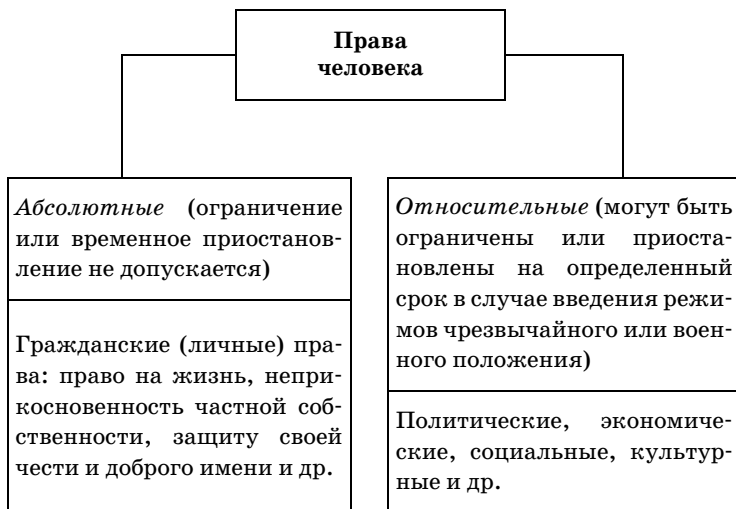 Права
человека
Абсолютные (ограничение
или временное приостанов-
ление не допускается)
Гражданские (личные) пра-
ва: право на жизнь, непри-
косновенность частной соб-
ственности, защиту своей
чести и доброго имени и др.
Относительные (могут быть
ограничены или приоста-
новлены на определенный
срок в случае введения режи-
мов чрезвычайного или воен-
ного положения)
Политические, экономиче-
ские, социальные, культур-
ные и др.